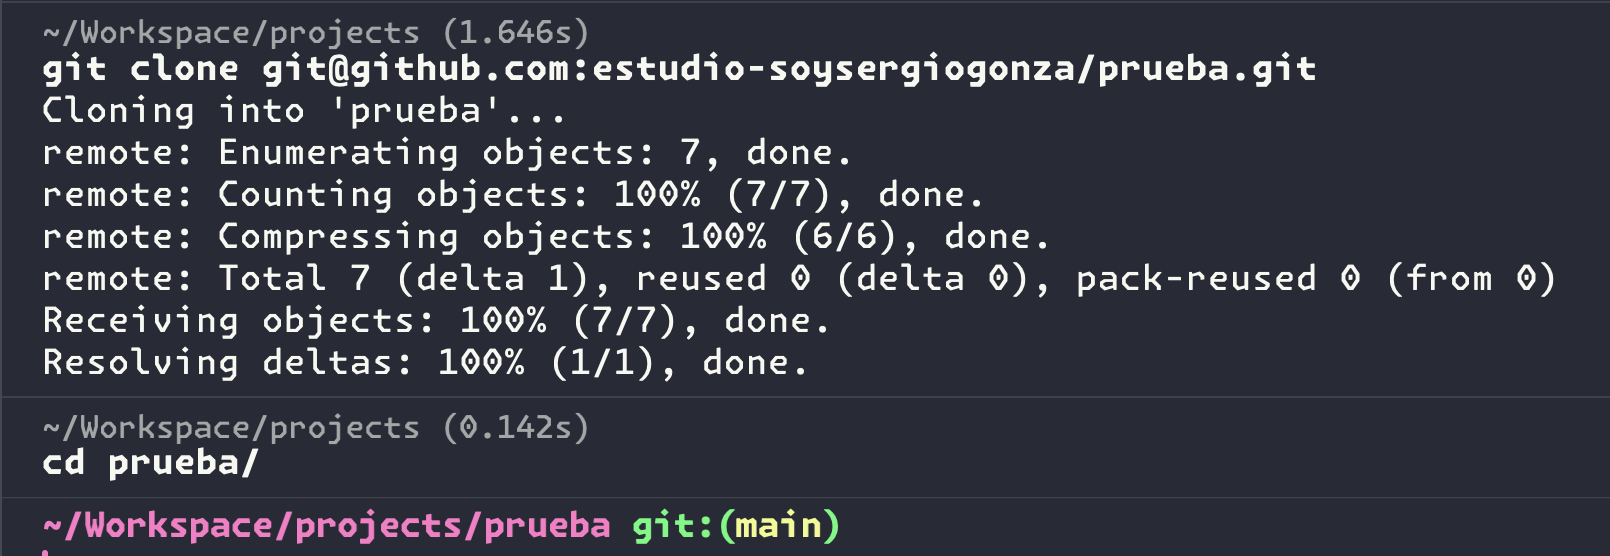 ~/Workspace/projects (1.646s)
git clone git@github.com:estudio-soysergiogonza/prueba.git
Cloning into 'prueba'...
remote: Enumerating objects: 7, done.
remote: Counting objects: 100% (7/7), done.
remote: Compressing objects: 100% (6/6), done.
remote: Total 7 (delta 1), reused 0 (delta 0), pack-reused 0 (from 0)
Receiving objects: 100% (7/7), done.
Resolving deltas: 100% (1/1), done.
~/Workspace/projects (0.142s)
cd prueba/
~/Workspace/projects/prueba git:(main)